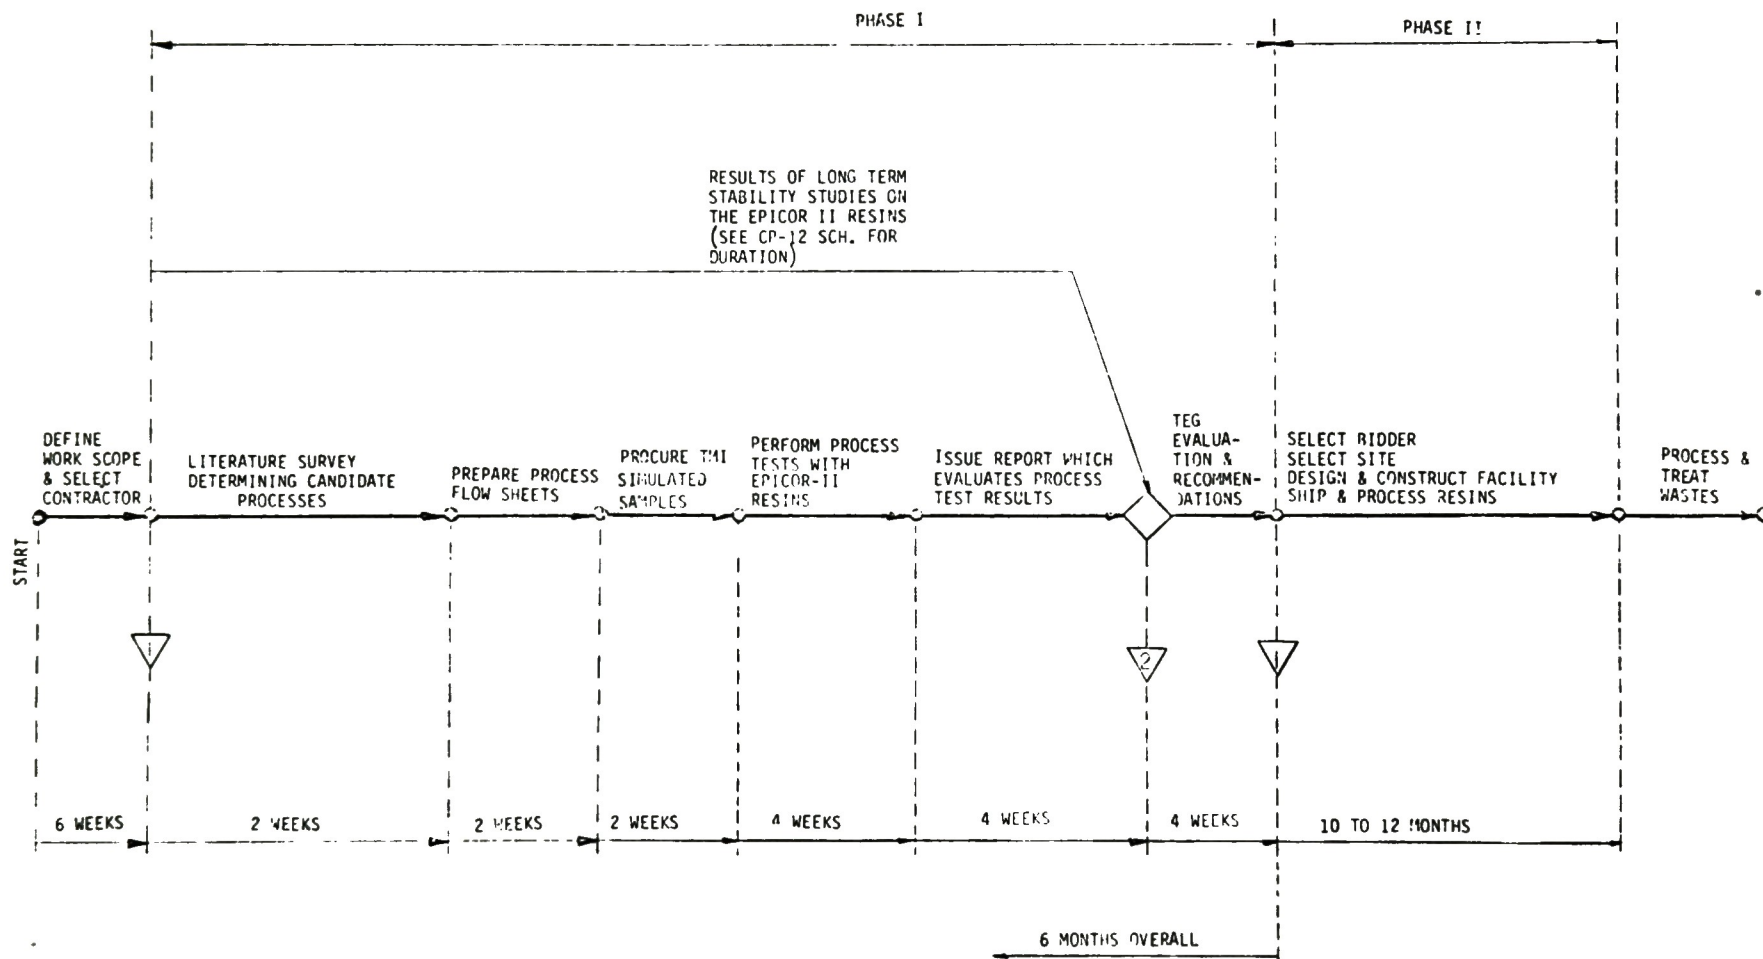 PHASE I
PHASE II
RESULTS OF LONG TERM
STABILITY STUDIES ON
THE EPICOR II RESINS
(SEE CP-12 SCH. FOR
DURATION)
DEFINE
WORK SCOPE
& SELECT
CONTRACTOR
LITERATURE SURVEY
DETERMINING CANDIDATE
PROCESSES
PREPARE PROCESS
FLOW SHEETS
PROCURE TMI
SIMULATED
SAMPLES
PERFORM PROCESS
TESTS WITH
EPICOR-II
RESINS
ISSUE REPORT WHICH
EVALUATES PROCESS
TEST RESULTS
TEG
EVALUA-
TION &
RECOMMEN-
DATIONS
SELECT BIDDER
SELECT SITE
DESIGN & CONSTRUCT FACILITY
SHIP & PROCESS RESINS
PROCESS &
TREAT
WASTES
START
2
6 WEEKS
2 WEEKS
2 WEEKS
2 WEEKS
4 WEEKS
4 WEEKS
4 WEEKS
10 TO 12 MONTHS
6 MONTHS OVERALL